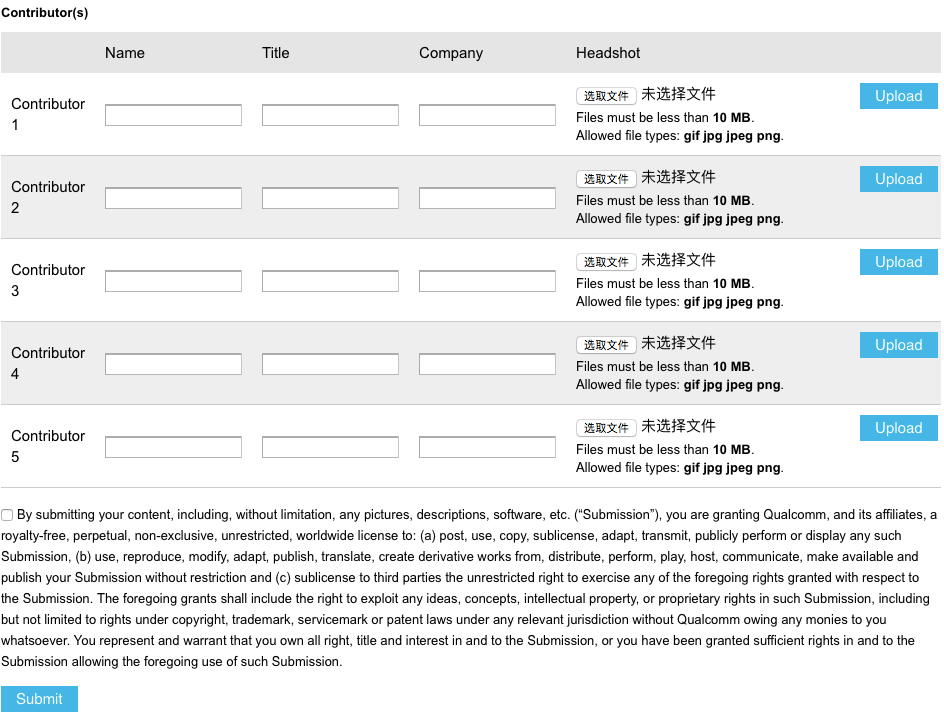 Contributor(s)
Name Title Company Headshot
Contributor 1
选取文件 未选择文件
Files must be less than 10 MB.
Allowed file types: gif jpg jpeg png.
Upload
Contributor 2
选取文件 未选择文件
Files must be less than 10 MB.
Allowed file types: gif jpg jpeg png.
Upload
Contributor 3
选取文件 未选择文件
Files must be less than 10 MB.
Allowed file types: gif jpg jpeg png.
Upload
Contributor 4
选取文件 未选择文件
Files must be less than 10 MB.
Allowed file types: gif jpg jpeg png.
Upload
Contributor 5
选取文件 未选择文件
Files must be less than 10 MB.
Allowed file types: gif jpg jpeg png.
Upload
By submitting your content, including, without limitation, any pictures, descriptions, software, etc. (“Submission”), you are granting Qualcomm, and its affiliates, a
royalty-free, perpetual, non-exclusive, unrestricted, worldwide license to: (a) post, use, copy, sublicense, adapt, transmit, publicly perform or display any such
Submission, (b) use, reproduce, modify, adapt, publish, translate, create derivative works from, distribute, perform, play, host, communicate, make available and
publish your Submission without restriction and (c) sublicense to third parties the unrestricted right to exercise any of the foregoing rights granted with respect to
the Submission. The foregoing grants shall include the right to exploit any ideas, concepts, intellectual property, or proprietary rights in such Submission, including
but not limited to rights under copyright, trademark, servicemark or patent laws under any relevant jurisdiction without Qualcomm owing any monies to you
whatsoever. You represent and warrant that you own all right, title and interest in and to the Submission, or you have been granted sufficient rights in and to the
Submission allowing the foregoing use of such Submission.
Submit